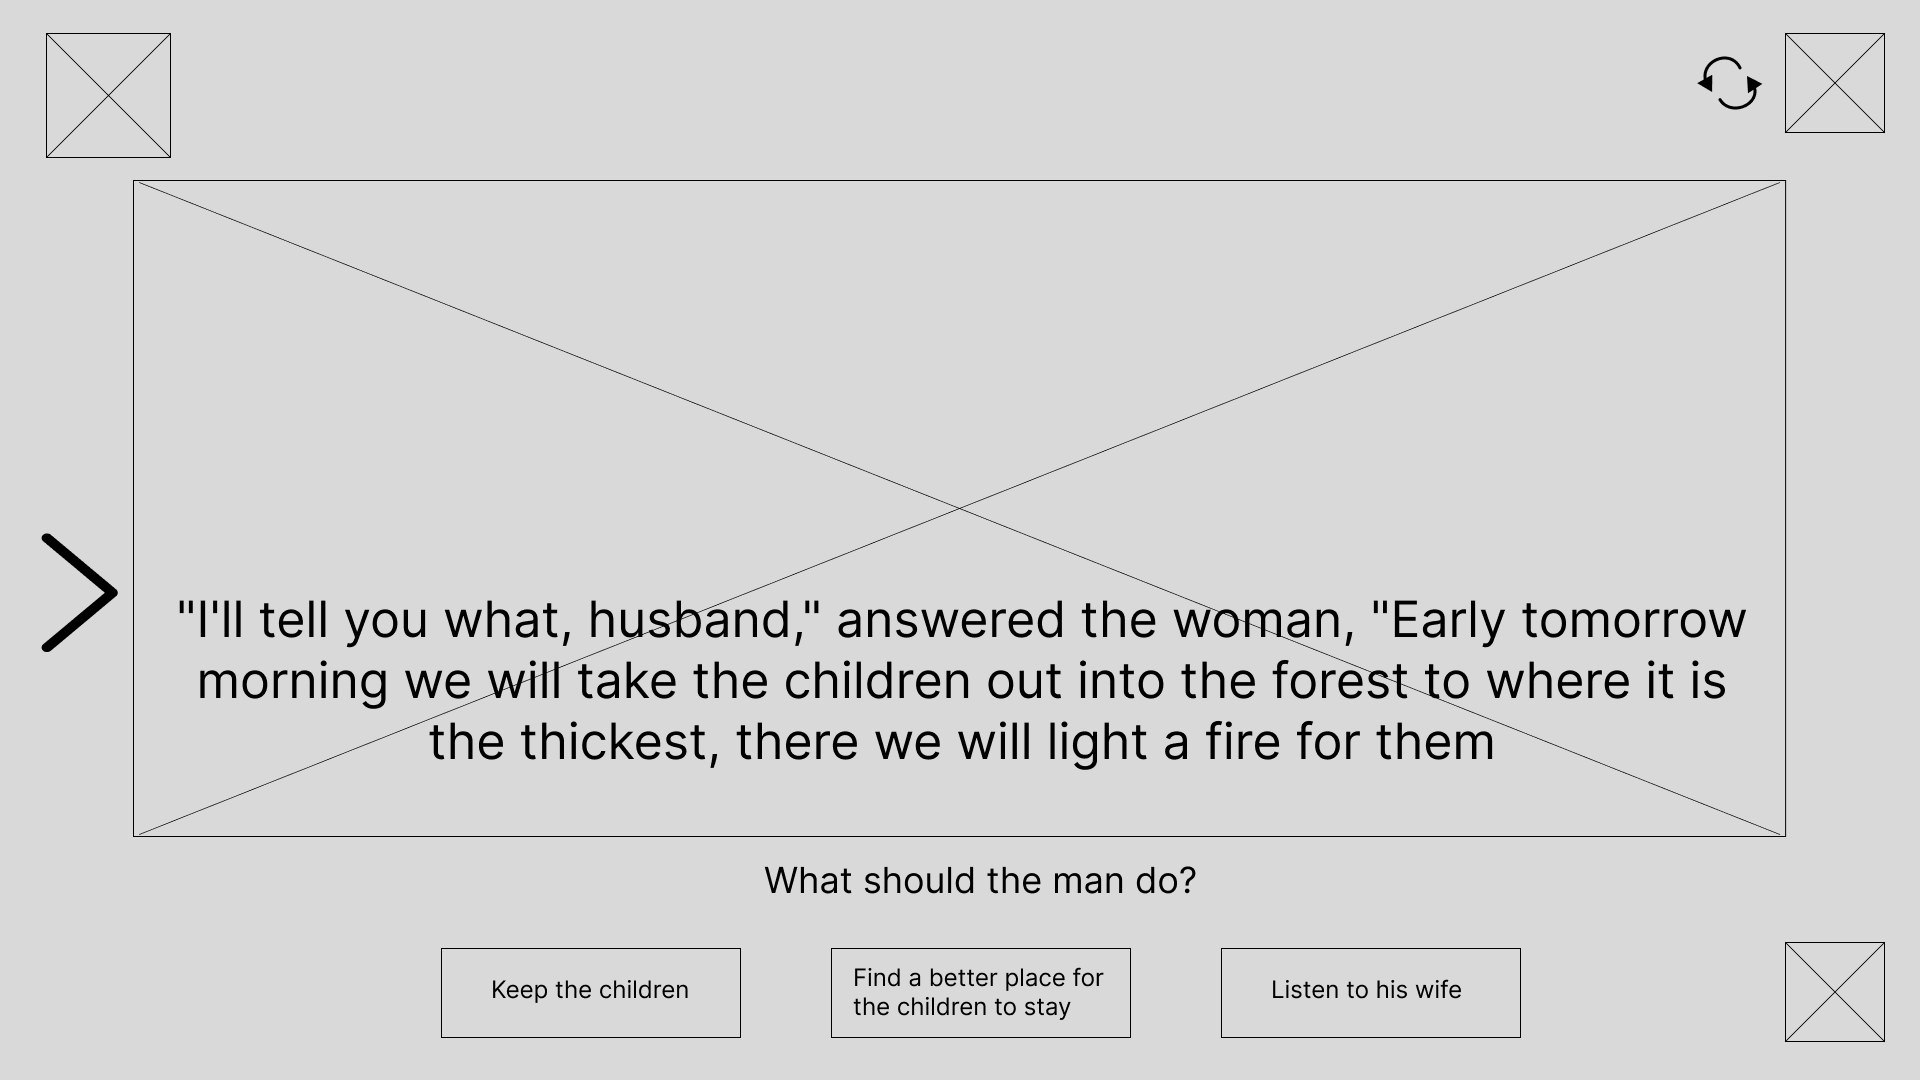 "I'll tell you what, husband," answered the woman, "Early tomorrow
morning we will take the children out into the forest to where it is
the thickest, there we will light a fire for them
What should the man do?
Keep the children
Find a better place for
the children to stay
Listen to his wife